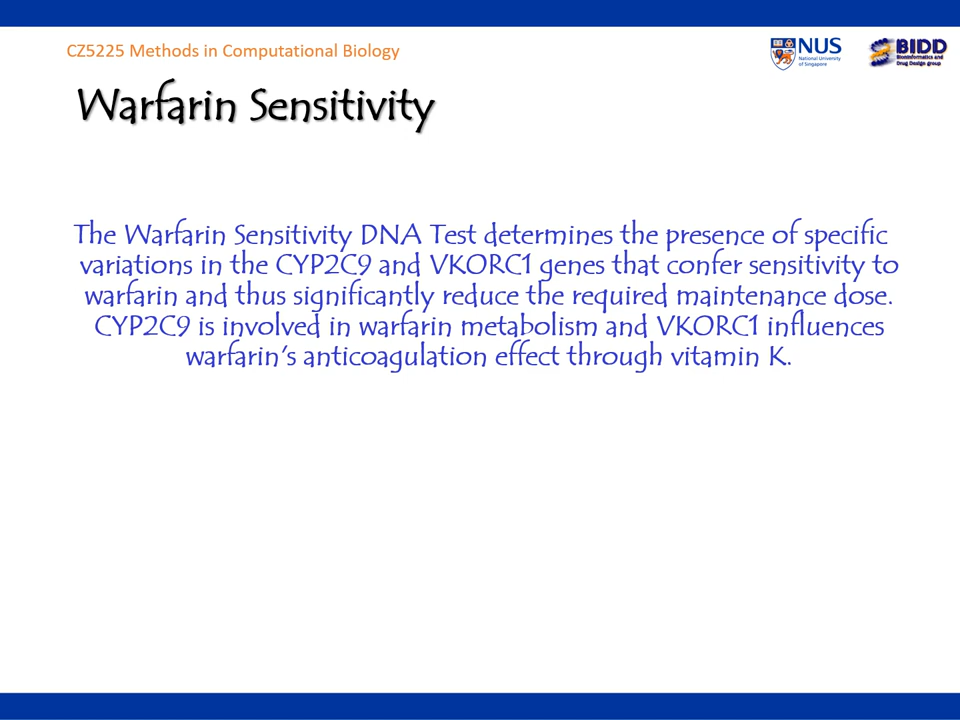 CZ5225 Methods in Computational Biology
NUS
National University
of Singapore
BIDD
Bioinformatics and
Drug Design group
Warfarin Sensitivity
The Warfarin Sensitivity DNA Test determines the presence of specific
variations in the CYP2C9 and VKORC1 genes that confer sensitivity to
warfarin and thus significantly reduce the required maintenance dose.
CYP2C9 is involved in warfarin metabolism and VKORC1 influences
warfarin's anticoagulation effect through vitamin K.